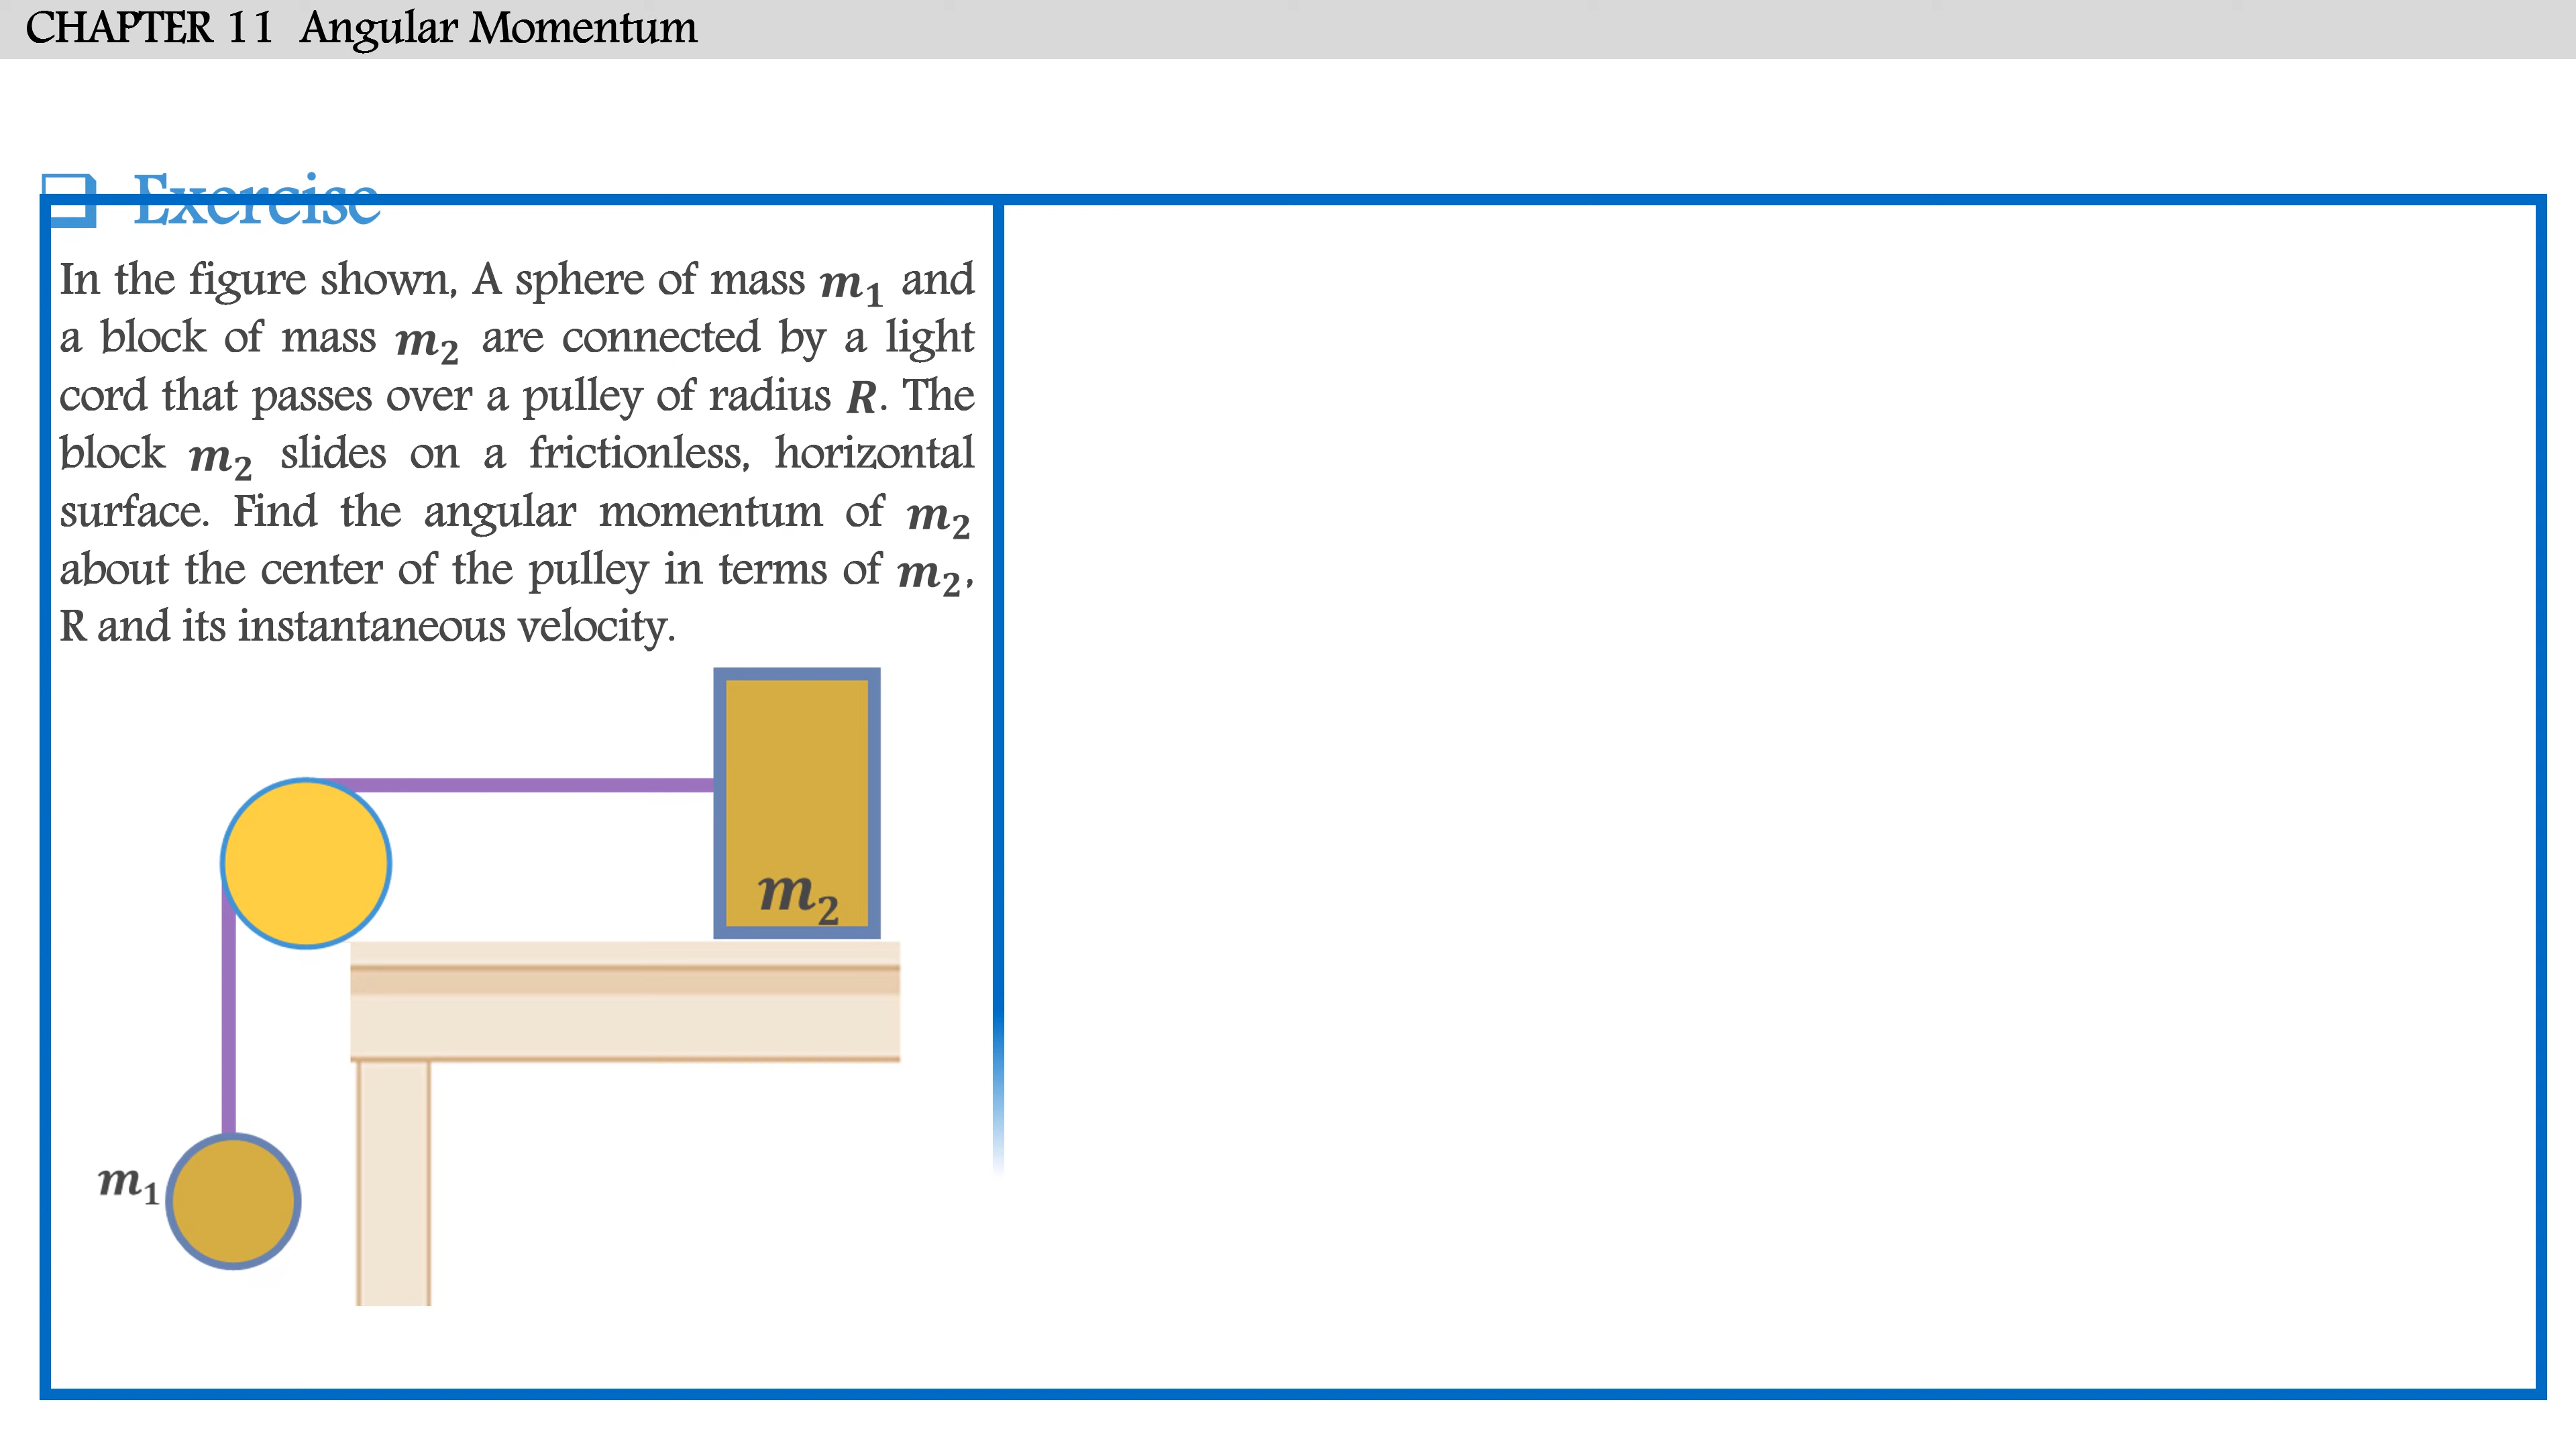 CHAPTER 11 Angular Momentum
Exercise
In the figure shown, A sphere of mass m₁ and
a block of mass m₂ are connected by a light
cord that passes over a pulley of radius R. The
block m₂ slides on a frictionless, horizontal
surface. Find the angular momentum of m₂
about the center of the pulley in terms of m₂,
R and its instantaneous velocity.
m₂
m₁